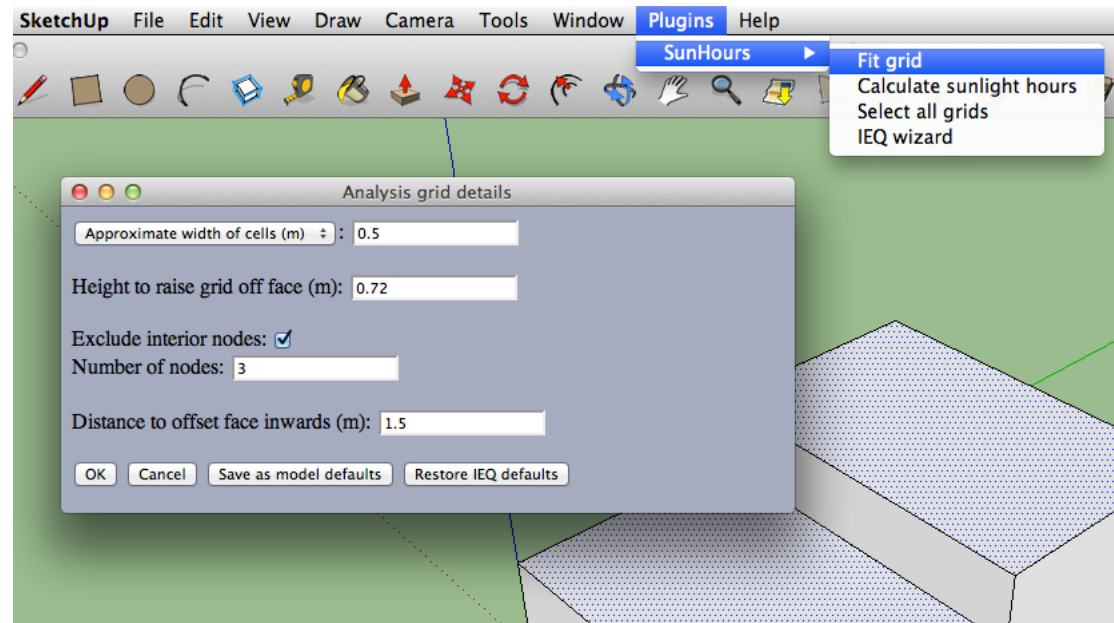 SketchUp File Edit View Draw Camera Tools Window Plugins Help
SunHours
Fit grid
Calculate sunlight hours
Select all grids
IEQ wizard
Analysis grid details
Approximate width of cells (m) : 0.5
Height to raise grid off face (m): 0.72
Exclude interior nodes:
Number of nodes: 3
Distance to offset face inwards (m): 1.5
OK Cancel Save as model defaults Restore IEQ defaults